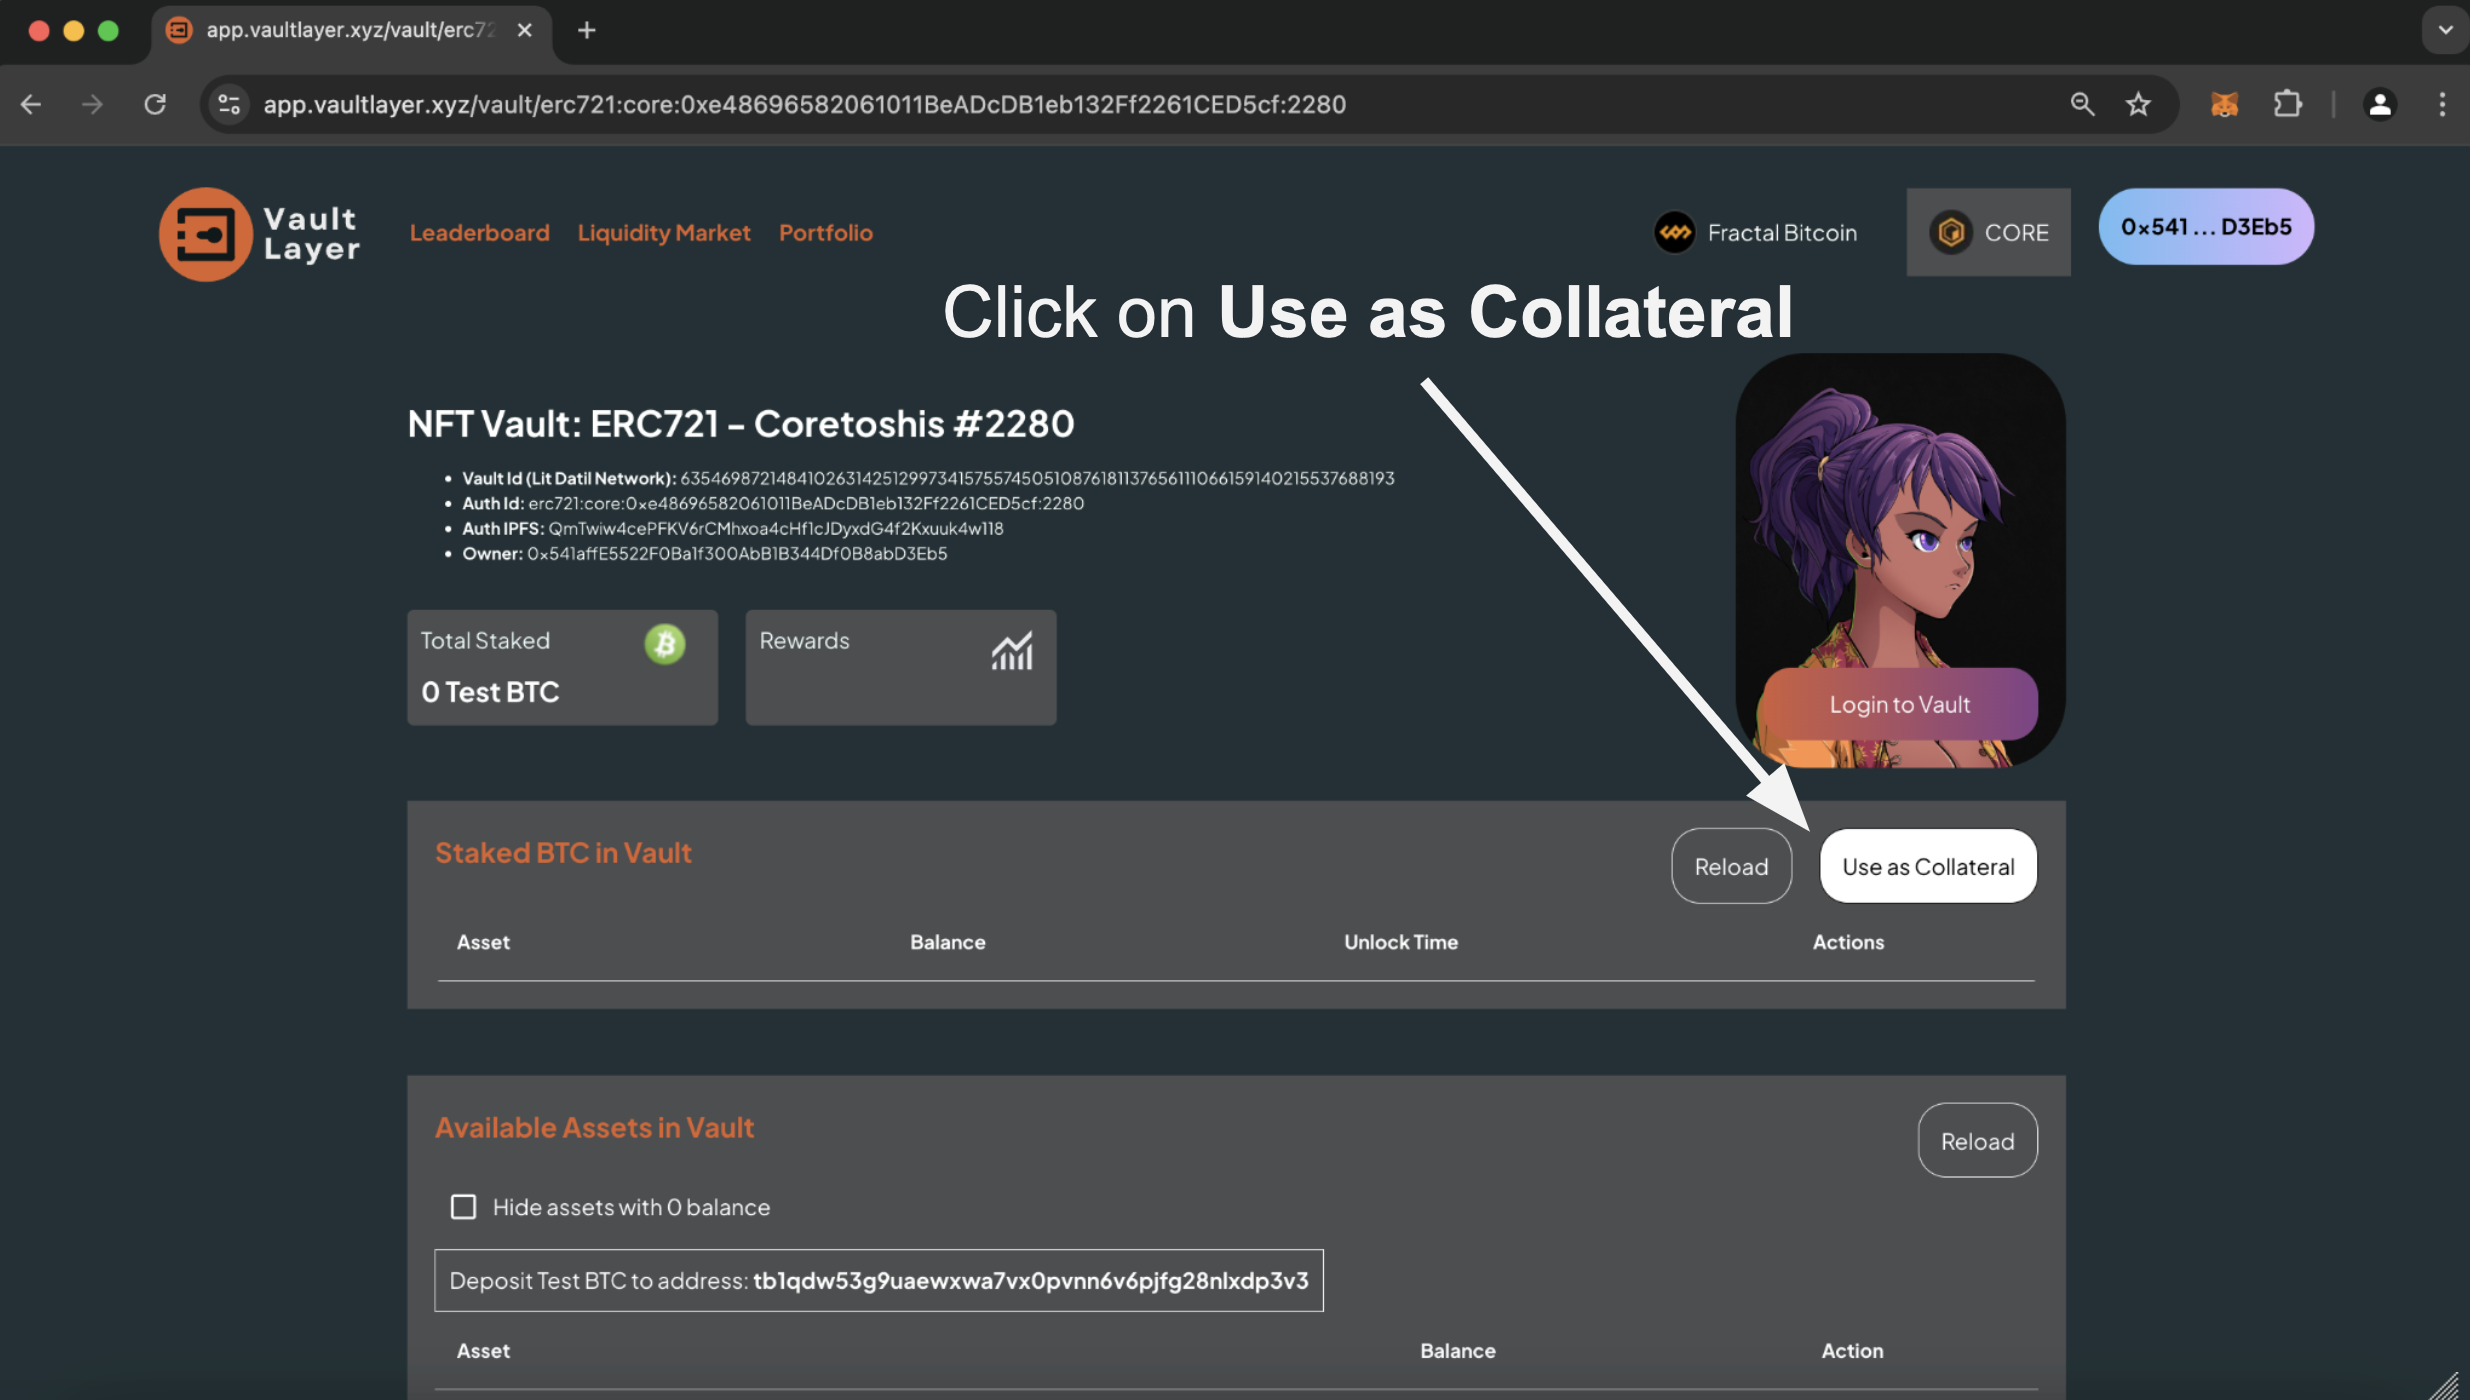 app.vaultlayer.xyz/vault/erc72
app.vaultlayer.xyz/vault/erc721:core:0xe48696582061011BeADcDB1eb132Ff2261CED5cf:2280
Vault Layer
Leaderboard Liquidity Market Portfolio
Fractal Bitcoin CORE 0x541 ... D3Eb5
Click on Use as Collateral
NFT Vault: ERC721 - Coretoshis #2280
• Vault Id (Lit Datil Network): 63546987214841026314251299734157557450510876181137656111066159140215537688193
• Auth Id: erc721:core:0xe48696582061011BeADcDB1eb132Ff2261CED5cf:2280
• Auth IPFS: QmTwiw4cePFKV6rCMhxoa4cHf1cJDyxdG4f2Kxuuk4w118
• Owner: 0x541affE5522F0Ba1f300AbB1B344Df0B8abD3Eb5
Total Staked
0 Test BTC
Rewards
Login to Vault
Staked BTC in Vault
Reload Use as Collateral
Asset Balance Unlock Time Actions
Available Assets in Vault
Reload
Hide assets with 0 balance
Deposit Test BTC to address: tb1qdw53g9uaewxwa7vx0pvnn6v6pjfg28nlxdp3v3
Asset Balance Action